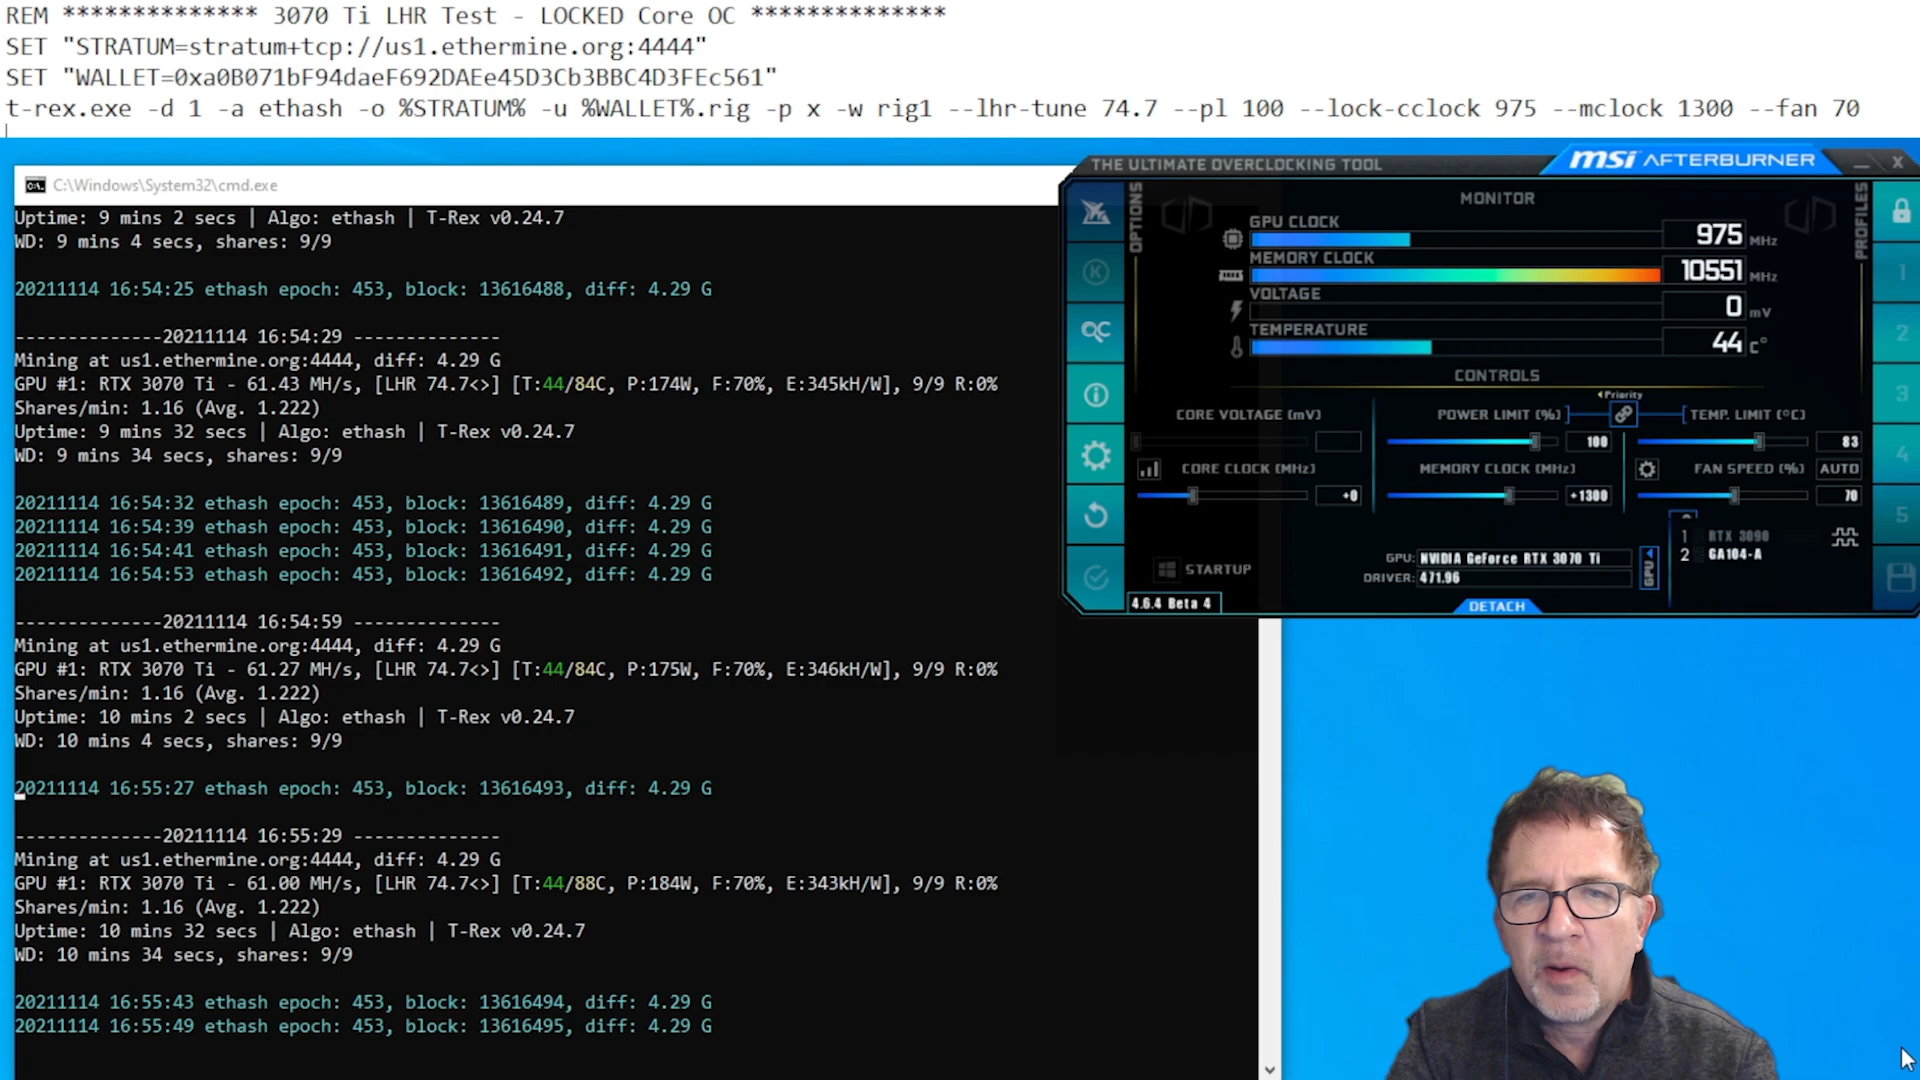 REM ************** 3070 Ti LHR Test - LOCKED Core OC **************
SET "STRATUM=stratum+tcp://us1.ethermine.org:4444"
SET "WALLET=0xa0B071bF94daeF692DAEe45D3Cb3BBC4D3FEc561"
t-rex.exe -d 1 -a ethash -o %STRATUM% -u %WALLET%.rig -p x -w rig1 --lhr-tune 74.7 --pl 100 --lock-cclock 975 --mclock 1300 --fan 70
C:\Windows\System32\cmd.exe
Uptime: 9 mins 2 secs | Algo: ethash | T-Rex v0.24.7
WD: 9 mins 4 secs, shares: 9/9
20211114 16:54:25 ethash epoch: 453, block: 13616488, diff: 4.29 G
--------------20211114 16:54:29 --------------
Mining at us1.ethermine.org:4444, diff: 4.29 G
GPU #1: RTX 3070 Ti - 61.43 MH/s, [LHR 74.7<>] [T:44/84C, P:174W, F:70%, E:345kH/W], 9/9 R:0%
Shares/min: 1.16 (Avg. 1.222)
Uptime: 9 mins 32 secs | Algo: ethash | T-Rex v0.24.7
WD: 9 mins 34 secs, shares: 9/9
20211114 16:54:32 ethash epoch: 453, block: 13616489, diff: 4.29 G
20211114 16:54:39 ethash epoch: 453, block: 13616490, diff: 4.29 G
20211114 16:54:41 ethash epoch: 453, block: 13616491, diff: 4.29 G
20211114 16:54:53 ethash epoch: 453, block: 13616492, diff: 4.29 G
--------------20211114 16:54:59 --------------
Mining at us1.ethermine.org:4444, diff: 4.29 G
GPU #1: RTX 3070 Ti - 61.27 MH/s, [LHR 74.7<>] [T:44/84C, P:175W, F:70%, E:346kH/W], 9/9 R:0%
Shares/min: 1.16 (Avg. 1.222)
Uptime: 10 mins 2 secs | Algo: ethash | T-Rex v0.24.7
WD: 10 mins 4 secs, shares: 9/9
20211114 16:55:27 ethash epoch: 453, block: 13616493, diff: 4.29 G
--------------20211114 16:55:29 --------------
Mining at us1.ethermine.org:4444, diff: 4.29 G
GPU #1: RTX 3070 Ti - 61.00 MH/s, [LHR 74.7<>] [T:44/88C, P:184W, F:70%, E:343kH/W], 9/9 R:0%
Shares/min: 1.16 (Avg. 1.222)
Uptime: 10 mins 32 secs | Algo: ethash | T-Rex v0.24.7
WD: 10 mins 34 secs, shares: 9/9
20211114 16:55:43 ethash epoch: 453, block: 13616494, diff: 4.29 G
20211114 16:55:49 ethash epoch: 453, block: 13616495, diff: 4.29 G
THE ULTIMATE OVERCLOCKING TOOL
msi AFTERBURNER
OPTIONS
PROFILES
MONITOR
GPU CLOCK 975 MHz
MEMORY CLOCK 10551 MHz
VOLTAGE 0 mV
TEMPERATURE 44 C°
CONTROLS
Priority
CORE VOLTAGE (mV) POWER LIMIT (%) TEMP. LIMIT (°C)
100 83
CORE CLOCK (MHz) MEMORY CLOCK (MHz) FAN SPEED (%) AUTO
+0 +1300 70
1 RTX 3090
2 GA104-A
STARTUP
GPU: NVIDIA GeForce RTX 3070 Ti
DRIVER: 471.96
GPU
4.6.4 Beta 4
DETACH
K
OC
1
2
3
4
5